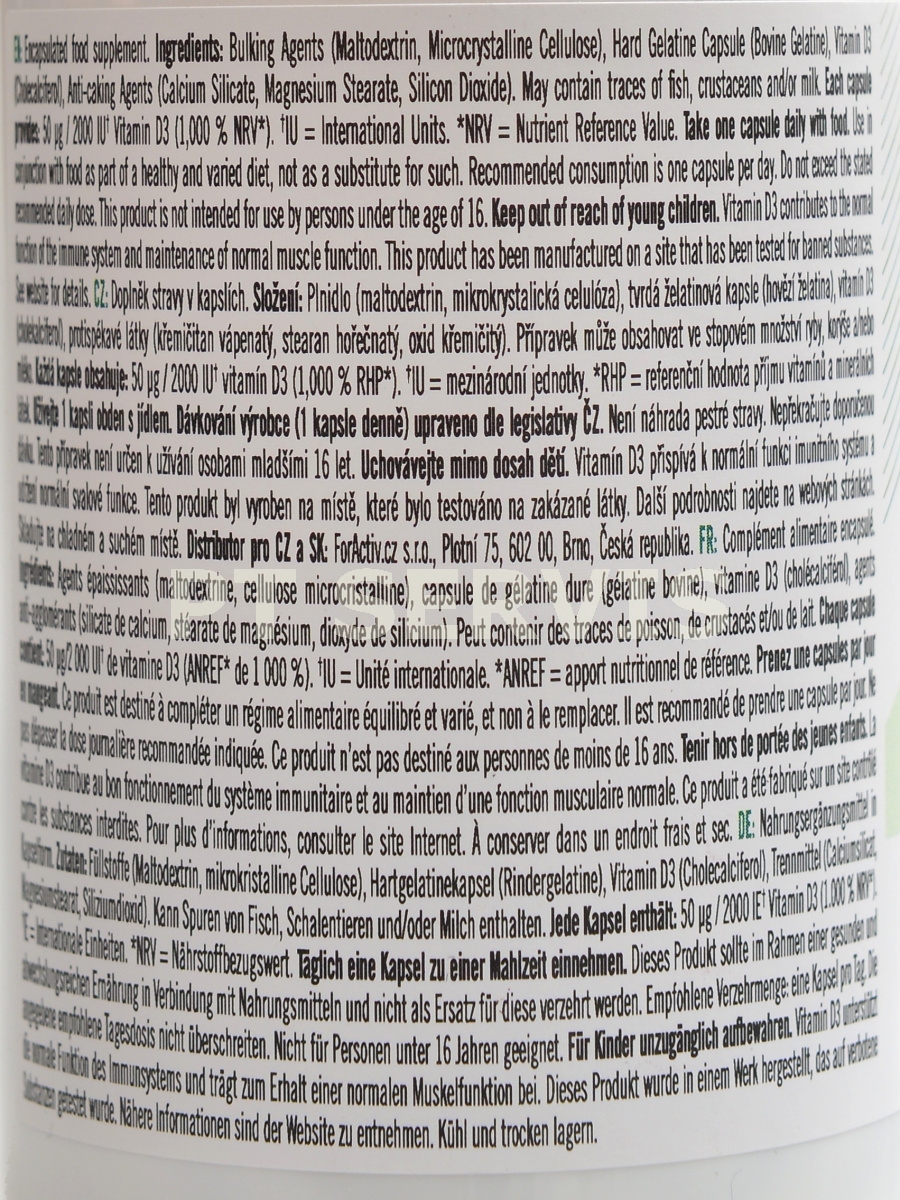 EN: Encapsulated food supplement. Ingredients: Bulking Agents (Maltodextrin, Microcrystalline Cellulose), Hard Gelatine Capsule (Bovine Gelatine), Vitamin D3
(Cholecalciferol), Anti-caking Agents (Calcium Silicate, Magnesium Stearate, Silicon Dioxide). May contain traces of fish, crustaceans and/or milk. Each capsule
provides: 50 µg / 2000 IU† Vitamin D3 (1,000 % NRV*). †IU = International Units. *NRV = Nutrient Reference Value. Take one capsule daily with food. Use in
conjunction with food as part of a healthy and varied diet, not as a substitute for such. Recommended consumption is one capsule per day. Do not exceed the stated
recommended daily dose. This product is not intended for use by persons under the age of 16. Keep out of reach of young children. Vitamin D3 contributes to the normal
function of the immune system and maintenance of normal muscle function. This product has been manufactured on a site that has been tested for banned substances.
See website for details. CZ: Doplněk stravy v kapslích. Složení: Plnidlo (maltodextrin, mikrokrystalická celulóza), tvrdá želatinová kapsle (hovězí želatina), vitamín D3
(cholekalciferol), protispékavé látky (křemičitan vápenatý, stearan hořečnatý, oxid křemičitý). Přípravek může obsahovat ve stopovém množství ryby, korýše a/nebo
mléko. Každá kapsle obsahuje: 50 µg / 2000 IU† vitamín D3 (1,000 % RHP*). †IU = mezinárodní jednotky. *RHP = referenční hodnota příjmu vitamínů a minerálních
látek. Užívejte 1 kapsli obden s jídlem. Dávkování výrobce (1 kapsle denně) upraveno dle legislativy ČZ. Není náhrada pestré stravy. Nepřekračujte doporučenou
dávku. Tento přípravek není určen k užívání osobami mladšími 16 let. Uchovávejte mimo dosah dětí. Vitamín D3 přispívá k normální funkci imunitního systému a
udržení normální svalové funkce. Tento produkt byl vyroben na místě, které bylo testováno na zakázané látky. Další podrobnosti najdete na webových stránkách.
Skladujte na chladném a suchém místě. Distributor pro CZ a SK: ForActiv.cz s.r.o., Plotní 75, 602 00, Brno, Česká republika. FR: Complément alimentaire encapsulé.
Ingrédients: Agents épaississants (maltodextrine, cellulose microcristalline), capsule de gélatine dure (gélatine bovine), vitamine D3 (cholécalciférol), agents
PT SERVIS
anti-agglomérants (silicate de calcium, stéarate de magnésium, dioxyde de silicium). Peut contenir des traces de poisson, de crustacés et/ou de lait. Chaque capsule
contient: 50 µg/2 000 UI† de vitamine D3 (ANREF* de 1 000 %). †IU = Unité internationale. *ANREF = apport nutritionnel de référence. Prenez une capsules par jour
en mangeant. Ce produit est destiné à compléter un régime alimentaire équilibré et varié, et non à le remplacer. Il est recommandé de prendre une capsule par jour. Ne
pas dépasser la dose journalière recommandée indiquée. Ce produit n'est pas destiné aux personnes de moins de 16 ans. Tenir hors de portée des jeunes enfants. La
vitamine D3 contribue au bon fonctionnement du système immunitaire et au maintien d'une fonction musculaire normale. Ce produit a été fabriqué sur un site contrôlé
contre les substances interdites. Pour plus d'informations, consulter le site Internet. À conserver dans un endroit frais et sec. DE: Nahrungsergänzungsmittel in
Kapselform. Zutaten: Füllstoffe (Maltodextrin, mikrokristalline Cellulose), Hartgelatinekapsel (Rindergelatine), Vitamin D3 (Cholecalciferol), Trennmittel (Calciumsilicat,
Magnesiumstearat, Siliziumdioxid). Kann Spuren von Fisch, Schalentieren und/oder Milch enthalten. Jede Kapsel enthält: 50 µg / 2000 IE† Vitamin D3 (1.000 % NRV*).
†IE = Internationale Einheiten. *NRV = Nährstoffbezugswert. Täglich eine Kapsel zu einer Mahlzeit einnehmen. Dieses Produkt sollte im Rahmen einer gesunden und
abwechslungsreichen Ernährung in Verbindung mit Nahrungsmitteln und nicht als Ersatz für diese verzehrt werden. Empfohlene Verzehrmenge: eine Kapsel pro Tag. Die
angegebene empfohlene Tagesdosis nicht überschreiten. Nicht für Personen unter 16 Jahren geeignet. Für Kinder unzugänglich aufbewahren. Vitamin D3 unterstützt
die normale Funktion des Immunsystems und trägt zum Erhalt einer normalen Muskelfunktion bei. Dieses Produkt wurde in einem Werk hergestellt, das auf verbotene
Substanzen getestet wurde. Nähere Informationen sind der Website zu entnehmen. Kühl und trocken lagern.